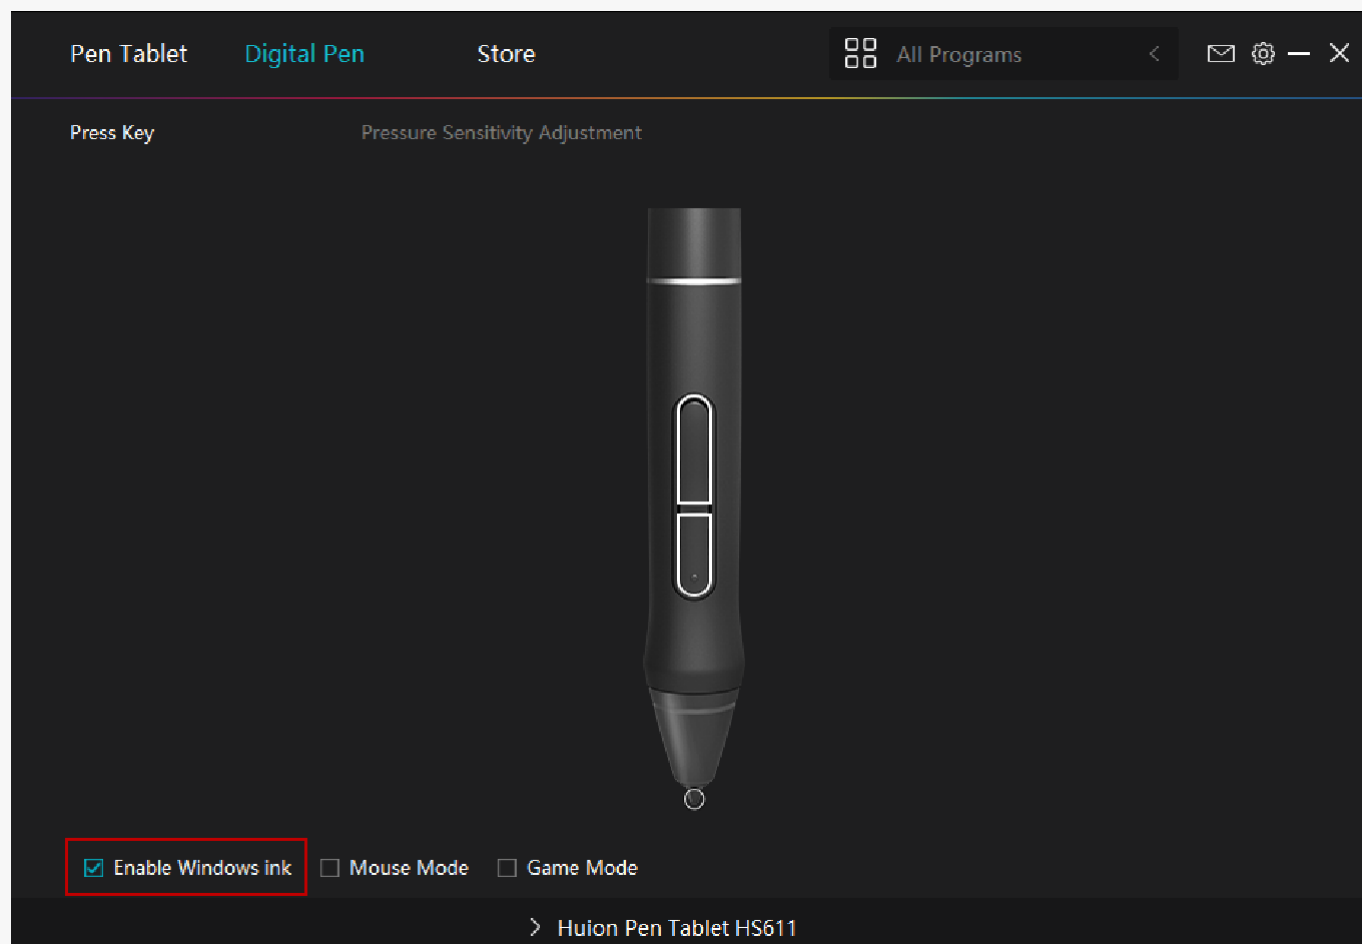 Pen Tablet Digital Pen Store All Programs
Press Key Pressure Sensitivity Adjustment
Enable Windows ink Mouse Mode Game Mode
Huion Pen Tablet HS611